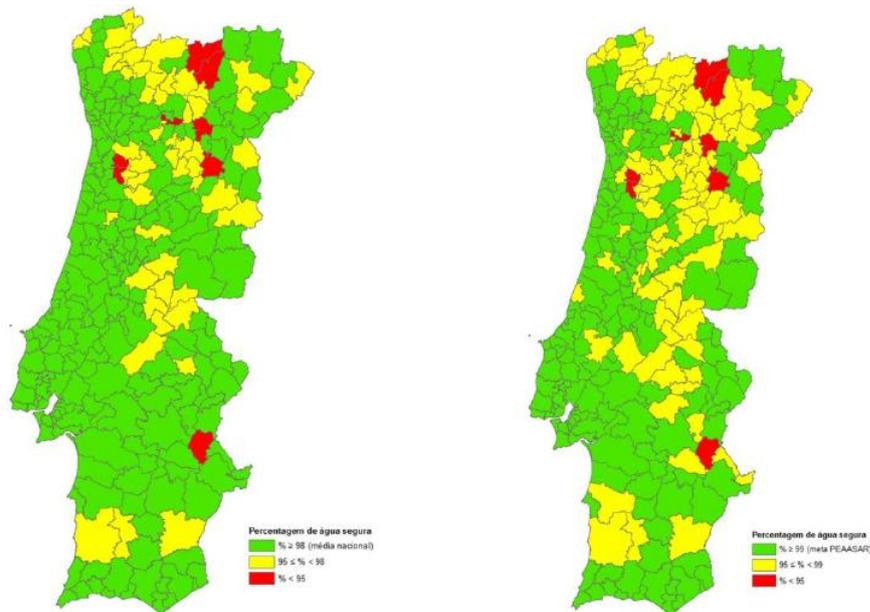 Percentagem de água segura
% ≥ 98 (média nacional)
95 ≤ % < 98
% < 95
Percentagem de água segura
% ≥ 99 (meta PEAASAR)
95 ≤ % < 99
% < 95